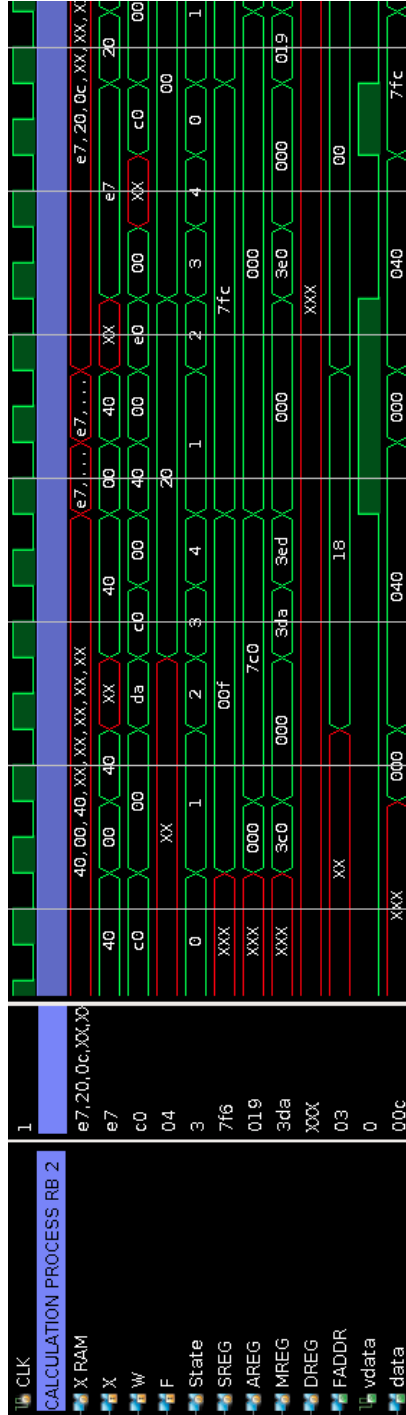 CLK 1
CALCULATION PROCESS RB 2
X RAM e7,20,0c,XX,XX 40,00,40,XX,XX,XX,XX,XX e7,... e7,... e7,20,0c,XX,XX,
X e7 40 00 40 XX 40 00 40 XX e7 20
W c0 c0 00 da c0 00 40 00 e0 00 XX c0 00
F 04 XX 20 00
State 3 0 1 2 3 4 1 2 3 4 0 1
SREG 7f6 XXX 00f 7fc
AREG 019 XXX 000 7c0 000
MREG 3da XXX 3c0 000 3da 3ed 000 3e0 000 019
DREG XXX XXX
FADDR 03 XX 18 00
vdata 0
data 00c XXX 000 040 000 040 7fc